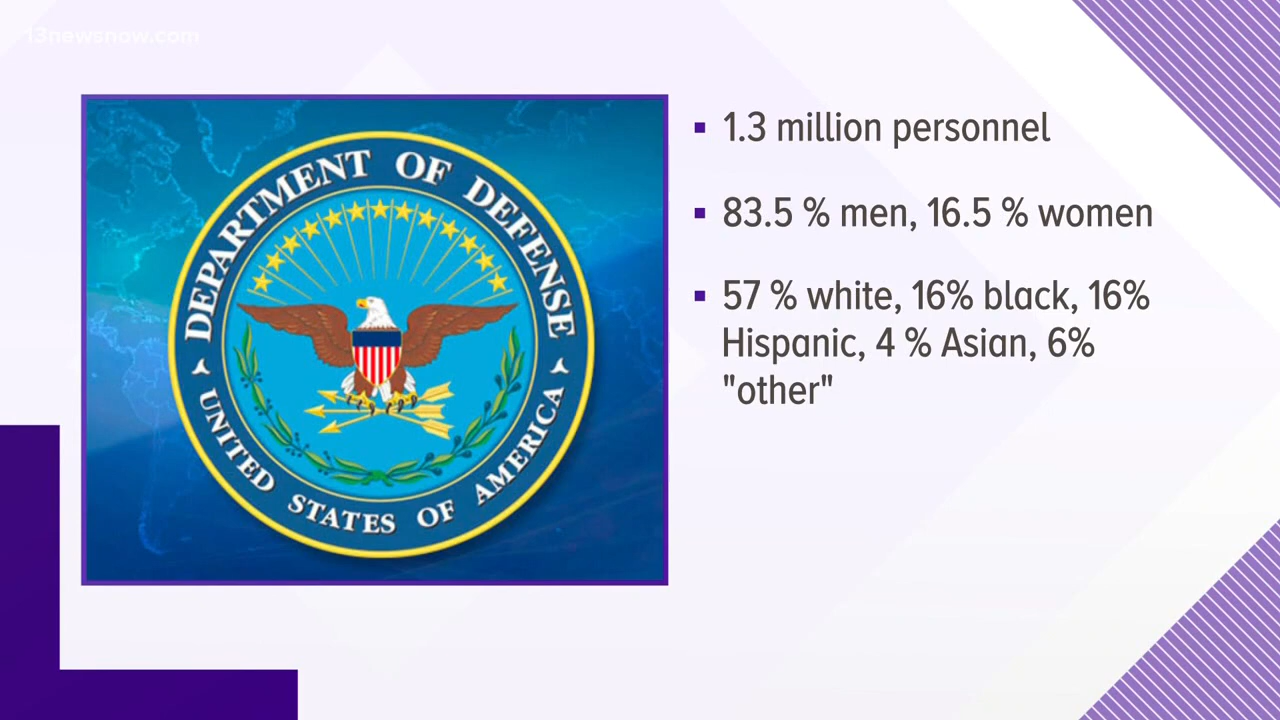 13newsnow.com
DEPARTMENT OF DEFENSE
UNITED STATES OF AMERICA
▪ 1.3 million personnel
▪ 83.5 % men, 16.5 % women
▪ 57 % white, 16% black, 16%
Hispanic, 4 % Asian, 6%
"other"